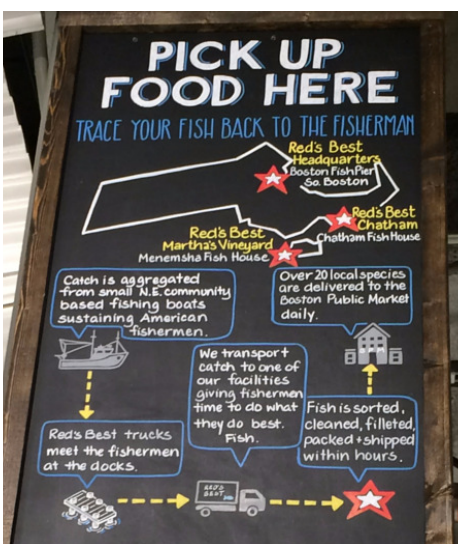 PICK UP
FOOD HERE
TRACE YOUR FISH BACK TO THE FISHERMAN
Red's Best
Headquarters
Boston Fish Pier
So. Boston
Red's Best
Chatham
Chatham Fish House
Red's Best
Martha's Vineyard
Menemsha Fish House
Catch is aggregated
from small N.E. community
based fishing boats
sustaining American
fishermen.
Over 20 local species
are delivered to the
Boston Public Market
daily.
We transport
catch to one of
our facilities
giving fishermen
time to do what
they do best.
Fish.
Red's Best trucks
meet the fishermen
at the docks.
Fish is sorted,
cleaned, filleted,
packed + shipped
within hours.
RED'S
BEST